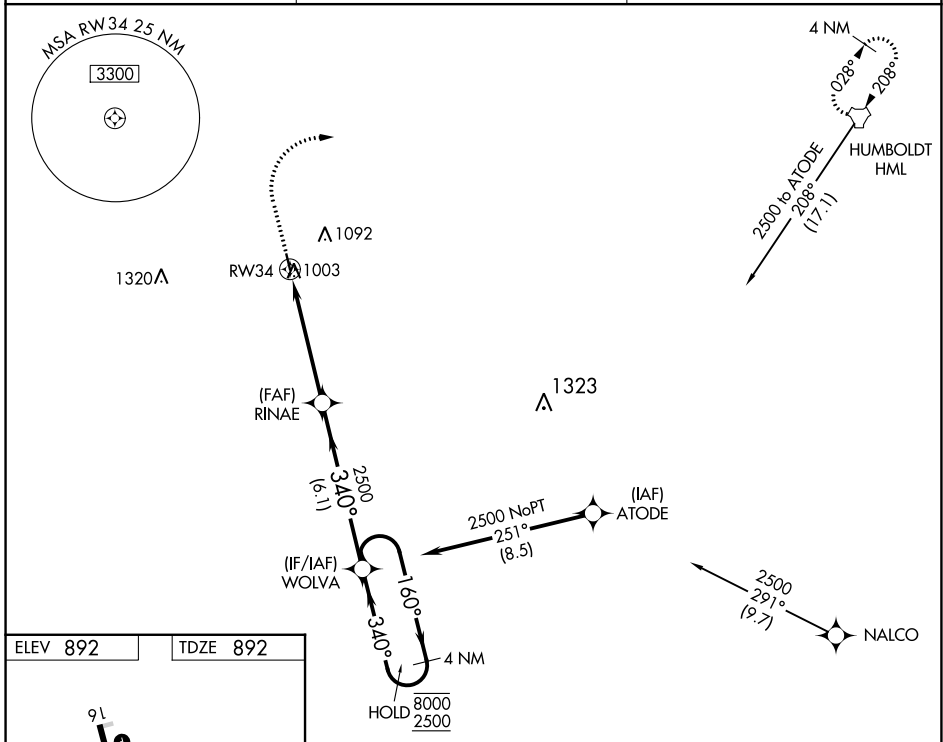 MSA RW34 25 NM
3300
4 NM
028°
208°
HUMBOLDT
HML
2500 to ATODE
208°
(17.1)
1092
1320
RW34
1003
(FAF)
RINAE
1323
2500
340°
(6.1)
2500 NoPT
251°
(8.5)
(IAF)
ATODE
(IF/IAF)
WOLVA
160°
340°
2500
291°
(9.7)
NALCO
4 NM
HOLD
8000
2500
ELEV 892
TDZE 892
16